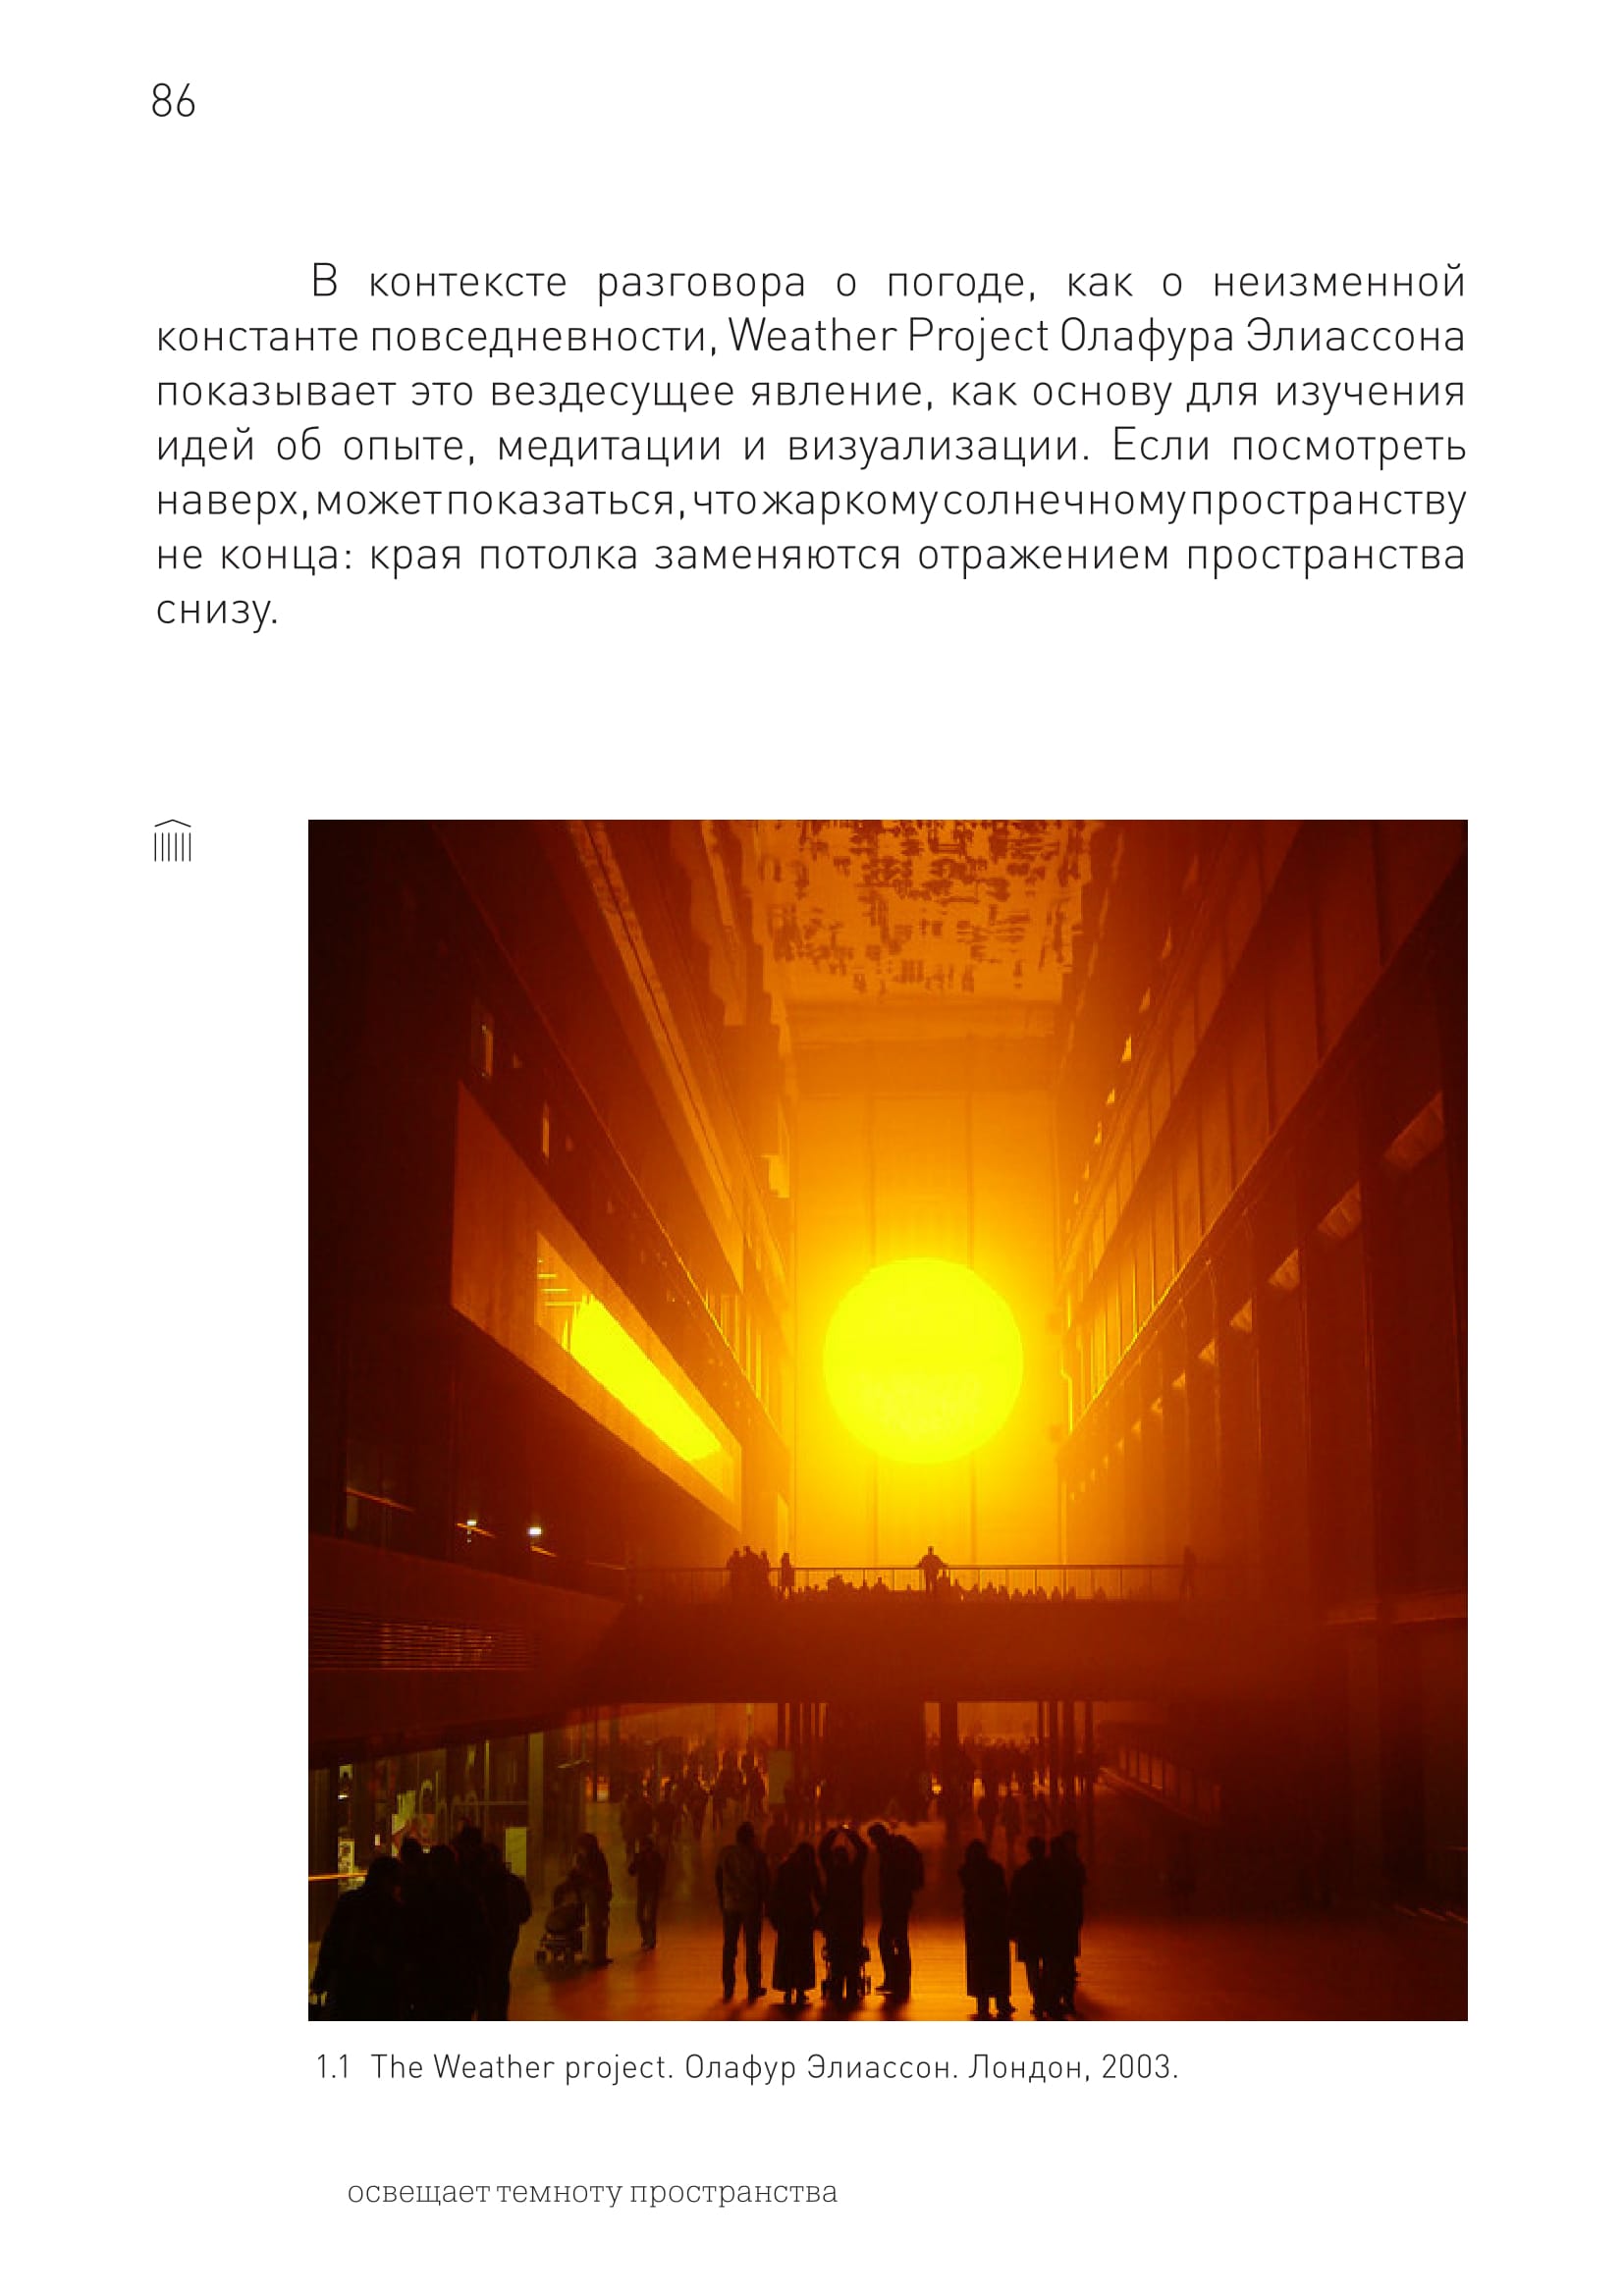 86
В контексте разговора о погоде, как о неизменной
константе повседневности, Weather Project Олафура Элиассона
показывает это вездесущее явление, как основу для изучения
идей об опыте, медитации и визуализации. Если посмотреть
наверх, может показаться, что жаркому солнечному пространству
не конца: края потолка заменяются отражением пространства
снизу.
1.1 The Weather project. Олафур Элиассон. Лондон, 2003.
освещает темноту пространства